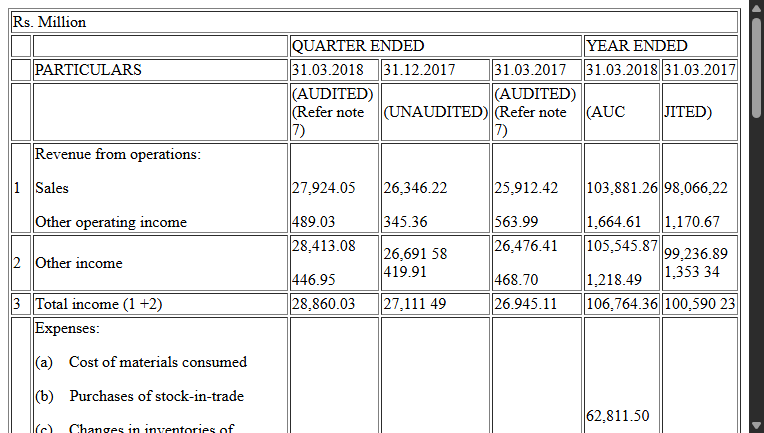 Rs. Million
QUARTER ENDED YEAR ENDED
PARTICULARS 31.03.2018 31.12.2017 31.03.2017 31.03.2018 31.03.2017
(AUDITED) (Refer note 7) (UNAUDITED) (AUDITED) (Refer note 7) (AUC JITED)
Revenue from operations:
1 Sales 27,924.05 26,346.22 25,912.42 103,881.26 98,066,22
Other operating income 489.03 345.36 563.99 1,664.61 1,170.67
28,413.08 26,691 58 26,476.41 105,545.87 99,236.89
2 Other income 446.95 419.91 468.70 1,218.49 1,353 34
3 Total income (1 +2) 28,860.03 27,111 49 26.945.11 106,764.36 100,590 23
Expenses:
(a) Cost of materials consumed
(b) Purchases of stock-in-trade
62,811.50
(c) Changes in inventories of